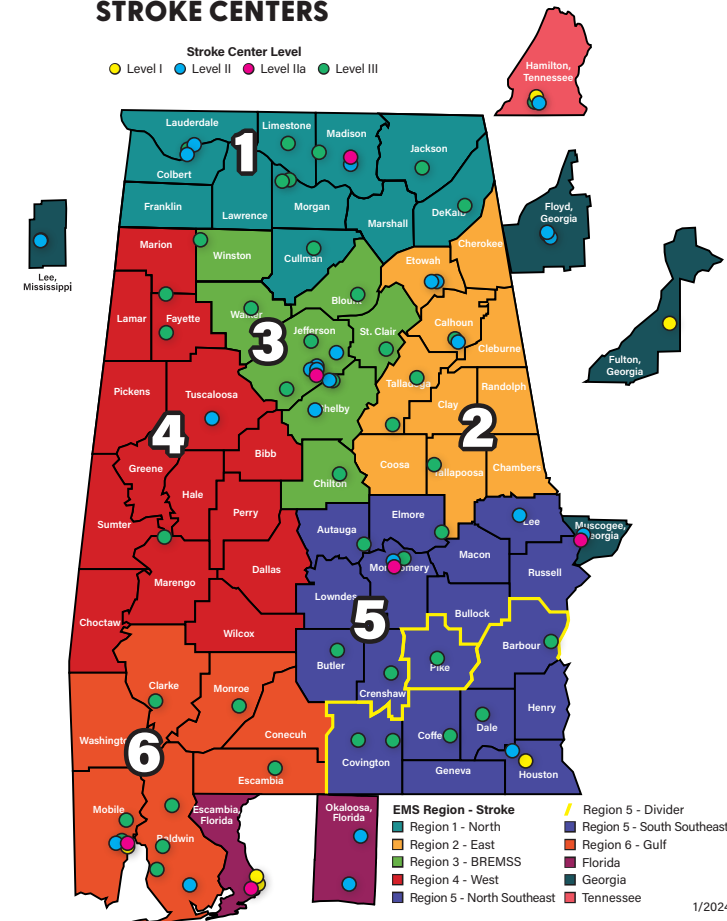 STROKE CENTERS
Stroke Center Level
Level I
Level II
Level IIa
Level III
Hamilton,
Tennessee
Lauderdale
Limestone
Madison
Jackson
1
Colbert
Franklin
Lawrence
Morgan
Marshall
DeKalb
Floyd,
Georgia
Lee,
Mississippi
Marion
Winston
Cullman
Etowah
Cherokee
Lamar
Fayette
Walker
Blount
Jefferson
St. Clair
Calhoun
Cleburne
3
Fulton,
Georgia
Pickens
Tuscaloosa
Shelby
Talladega
Clay
Randolph
4
2
Greene
Bibb
Chilton
Coosa
Tallapoosa
Chambers
Hale
Perry
Sumter
Autauga
Elmore
Lee
Muscogee,
Georgia
Marengo
Dallas
Montgomery
Macon
Russell
Lowndes
Bullock
Choctaw
Wilcox
5
Butler
Crenshaw
Pike
Barbour
Clarke
Monroe
Conecuh
Washington
6
Covington
Coffee
Dale
Henry
Geneva
Houston
Escambia
Mobile
Baldwin
Escambia,
Florida
Okaloosa,
Florida
EMS Region - Stroke
Region 1 - North
Region 2 - East
Region 3 - BREMSS
Region 4 - West
Region 5 - North Southeast
Region 5 - Divider
Region 5 - South Southeast
Region 6 - Gulf
Florida
Georgia
Tennessee
1/2024